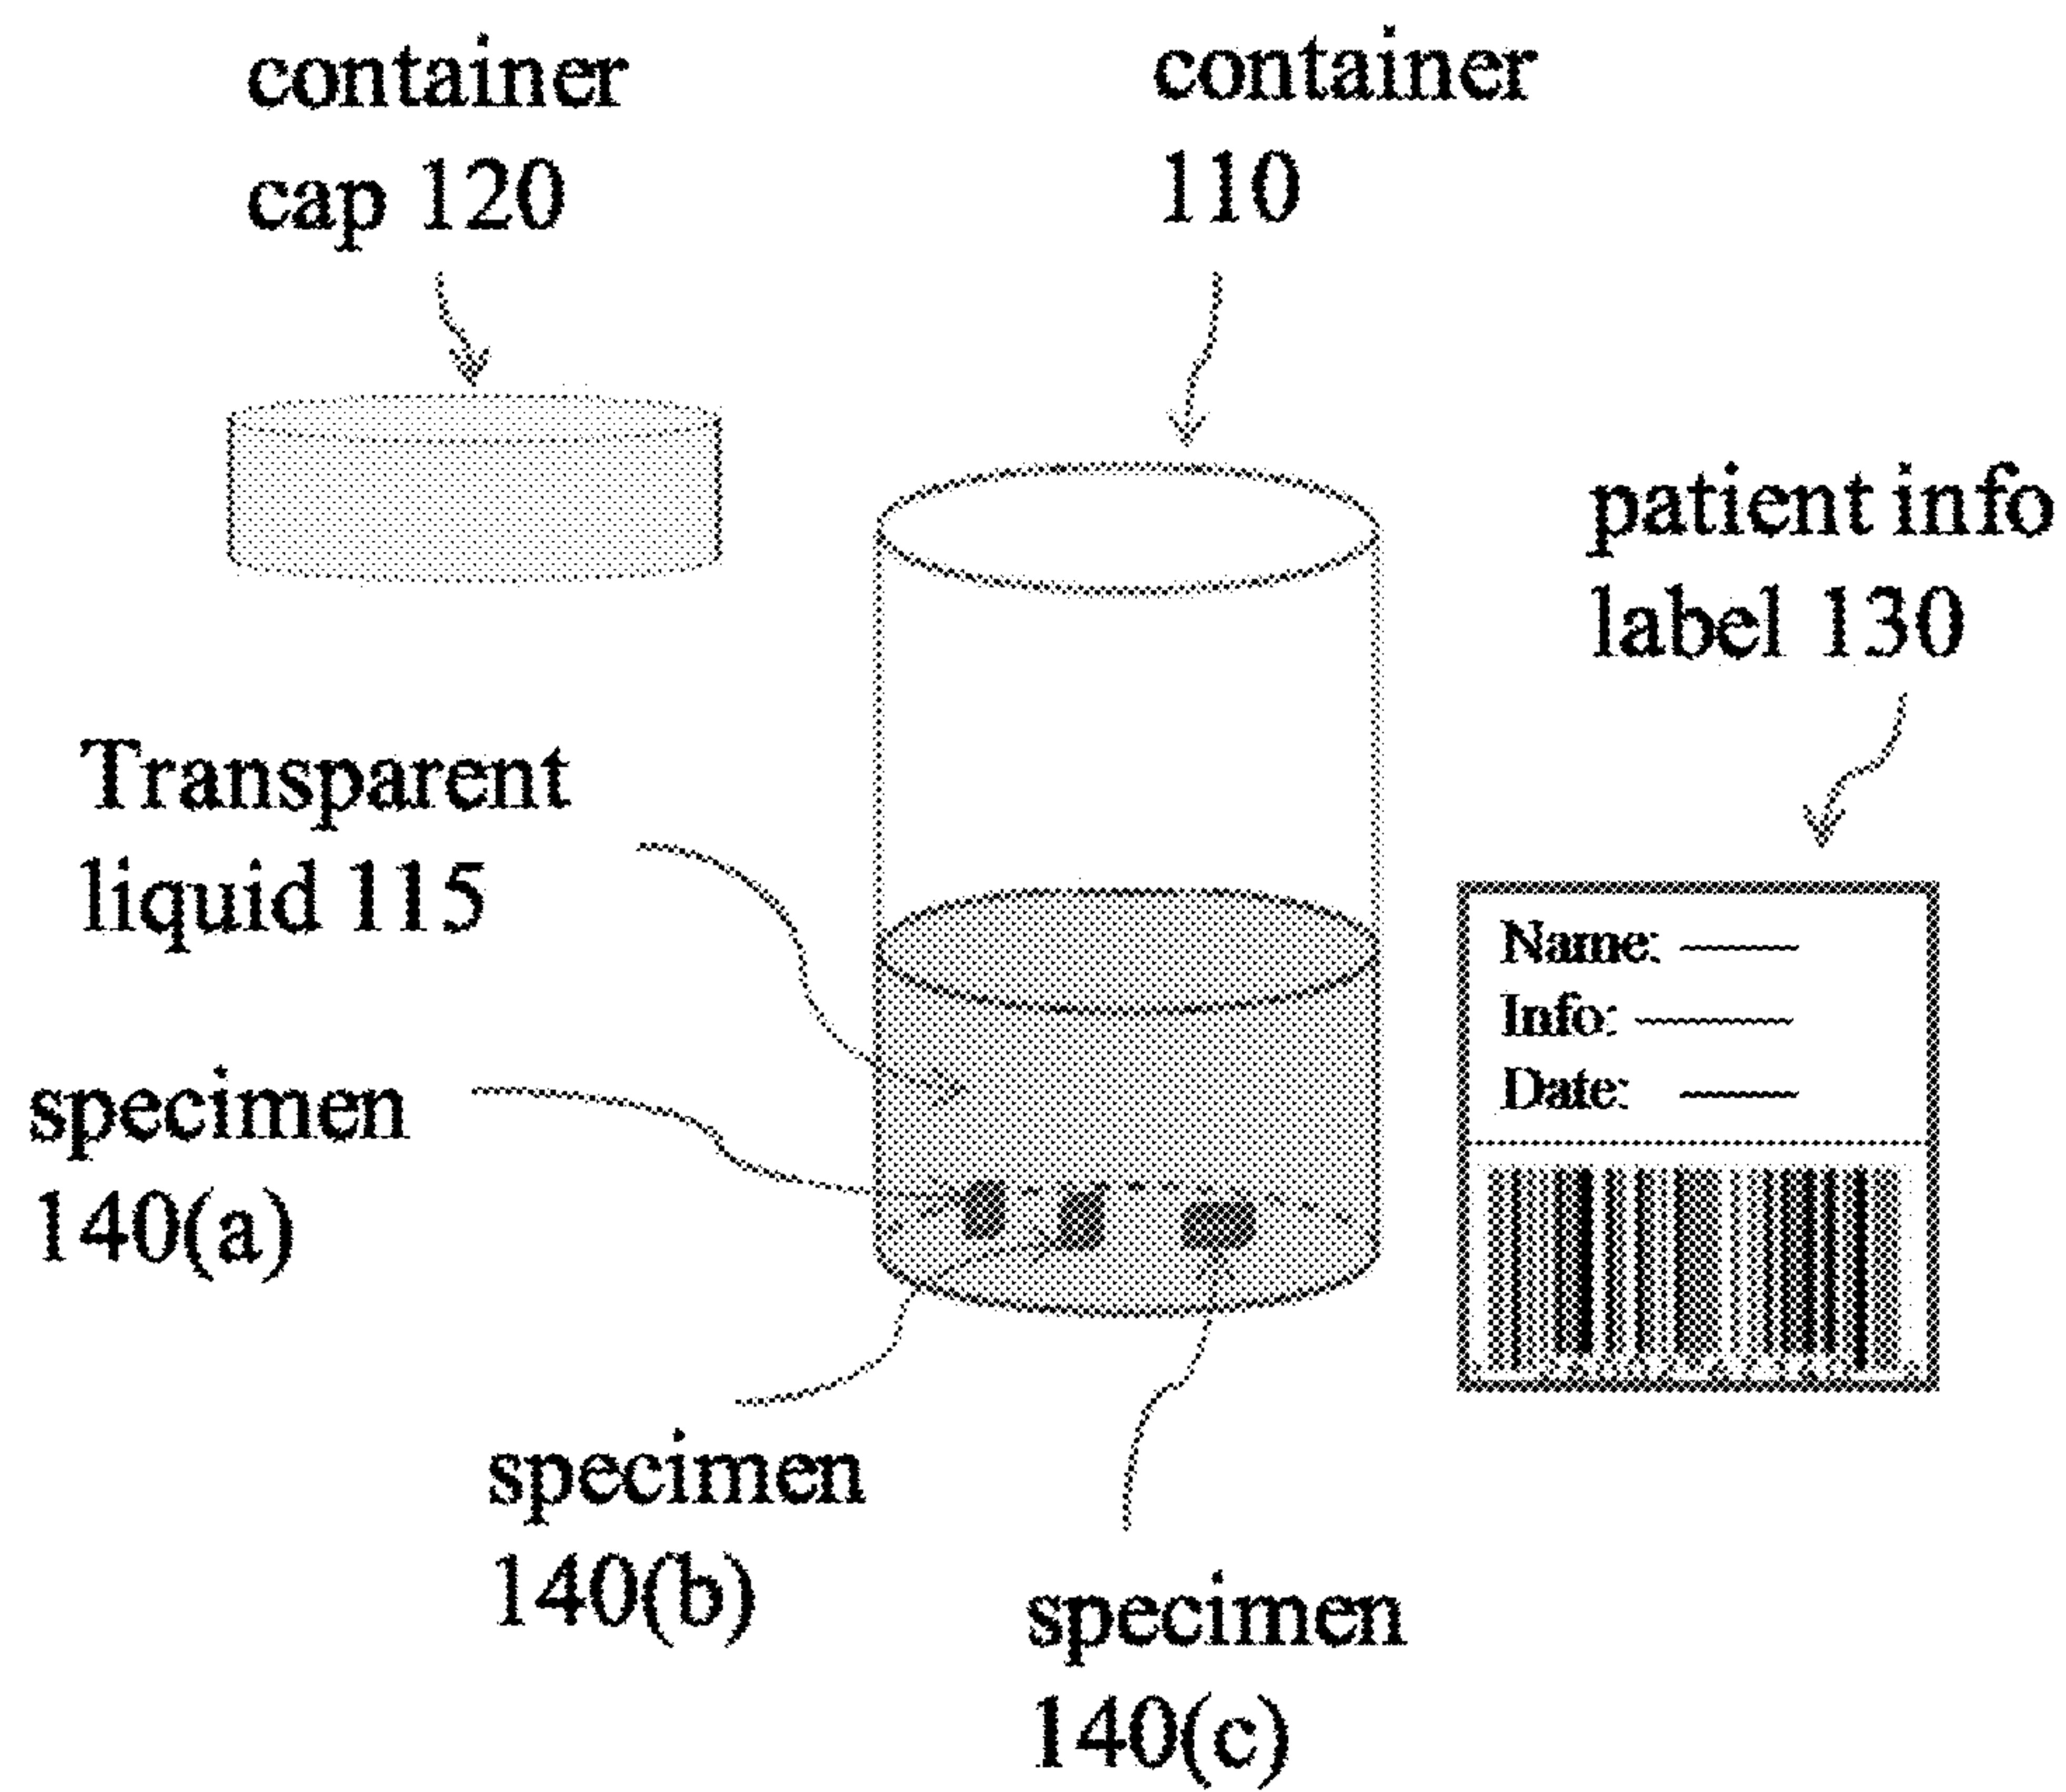 container
cap 120
container
110
patient info
label 130
Transparent
liquid 115
Name:
Info:
Date:
specimen
140(a)
specimen
140(b)
specimen
140(c)